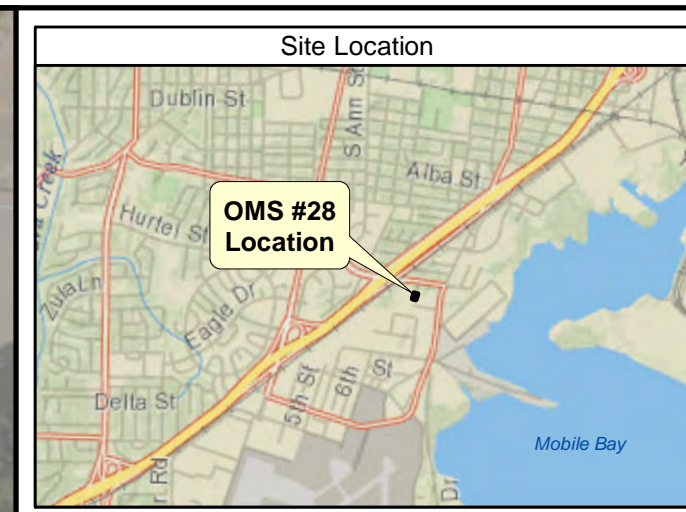 Site Location
Dublin St
S Ann St
Alba St
Creek
Hurtel St
OMS #28
Location
Zula Ln
Eagle Dr
5th St
6th St
Delta St
Mobile Bay
Rd
Dr